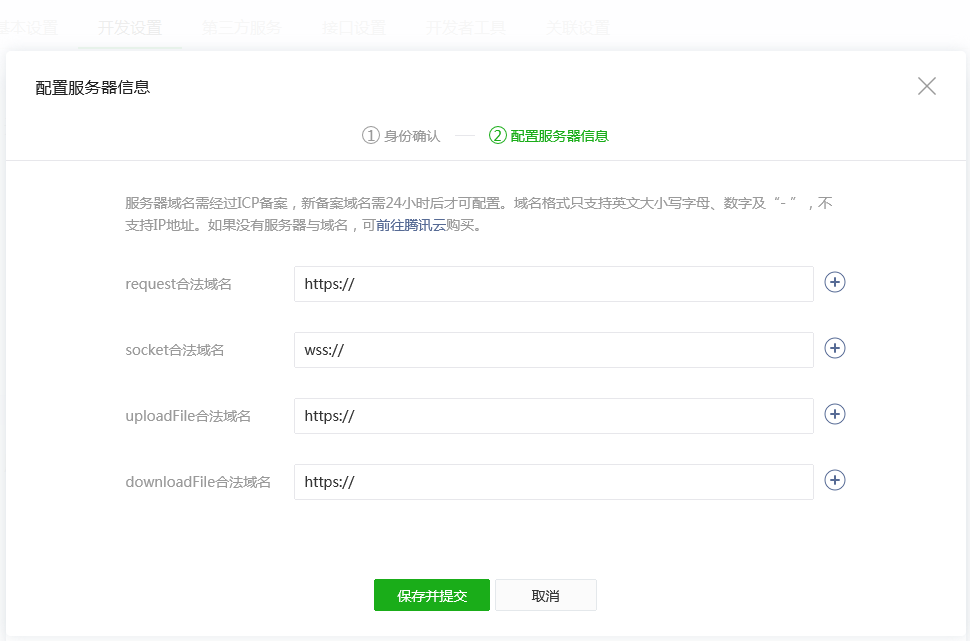 基本设置 开发设置 第三方服务 接口设置 开发者工具 关联设置
配置服务器信息
① 身份确认 ② 配置服务器信息
服务器域名需经过ICP备案，新备案域名需24小时后才可配置。域名格式只支持英文大小写字母、数字及“- ”，不
支持IP地址。如果没有服务器与域名，可前往腾讯云购买。
request合法域名 https://
socket合法域名 wss://
uploadFile合法域名 https://
downloadFile合法域名 https://
保存并提交 取消